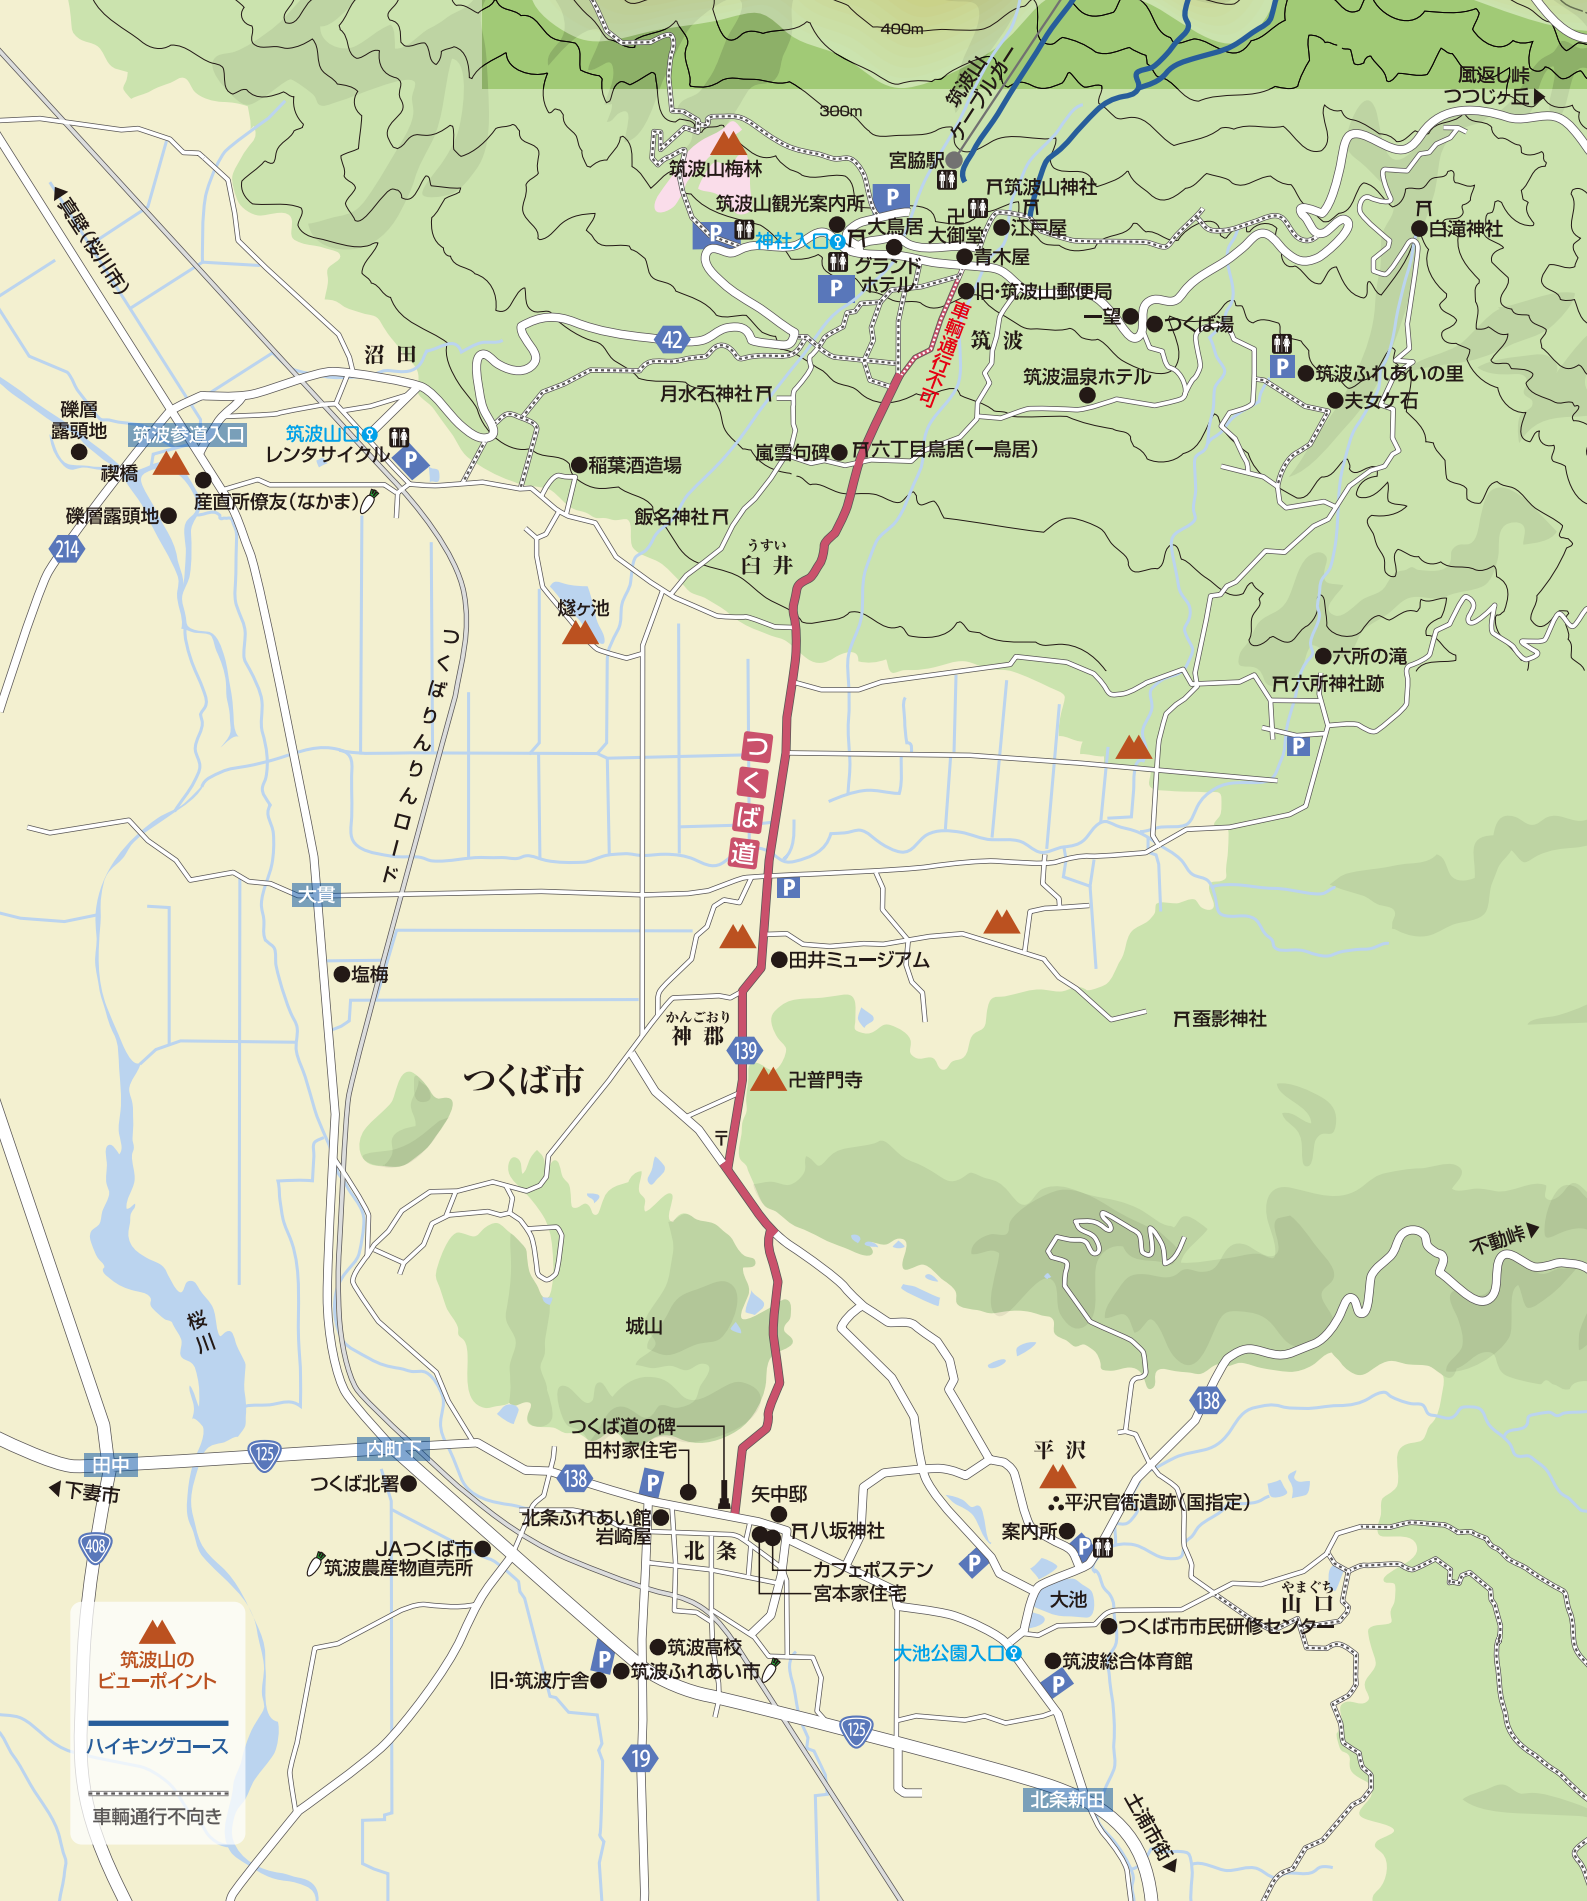 400m
300m
筑波山
ケーブルカー
風返し峠
つつじヶ丘
宮脇駅
筑波山梅林
筑波山神社
筑波山観光案内所
P
P
神社入口
大鳥居
卍
大御堂
江戸屋
白滝神社
青木屋
グランド
ホテル
P
旧・筑波山郵便局
車輌通行不可
一望
つくば湯
真壁(桜川市)
42
沼田
筑波
P
筑波ふれあいの里
筑波温泉ホテル
月水石神社
夫女ケ石
礫層
露頭地
筑波参道入口
筑波山口
レンタサイクル
P
禊橋
嵐雪句碑
六丁目鳥居(一鳥居)
稲葉酒造場
産直所僚友(なかま)
礫層露頭地
飯名神社
214
うすい
臼井
燧ヶ池
つくばりんりんロード
六所の滝
六所神社跡
P
つくば道
大貫
P
塩梅
田井ミュージアム
かんごおり
神郡
蚕影神社
139
つくば市
卍普門寺
〒
不動峠
桜川
城山
138
つくば道の碑
田村家住宅
平沢
田中
125
内町下
138
P
下妻市
つくば北署
矢中邸
平沢官衙遺跡(国指定)
北条ふれあい館
岩崎屋
八坂神社
案内所
P
408
JAつくば市
筑波農産物直売所
北条
カフェポステン
宮本家住宅
P
大池
やまぐち
山口
つくば市市民研修センター
筑波山の
ビューポイント
P
筑波高校
筑波ふれあい市
旧・筑波庁舎
大池公園入口
筑波総合体育館
P
ハイキングコース
125
19
車輌通行不向き
北条新田
土浦市街